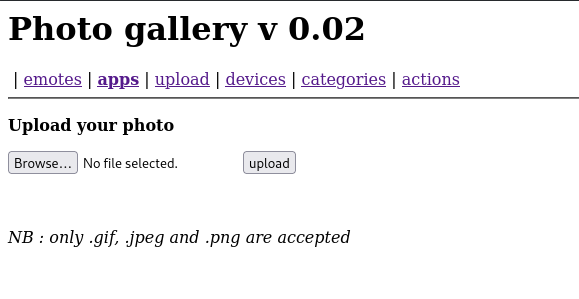 Photo gallery v 0.02
| emotes | apps | upload | devices | categories | actions
Upload your photo
Browse... No file selected. upload
NB : only .gif, .jpeg and .png are accepted